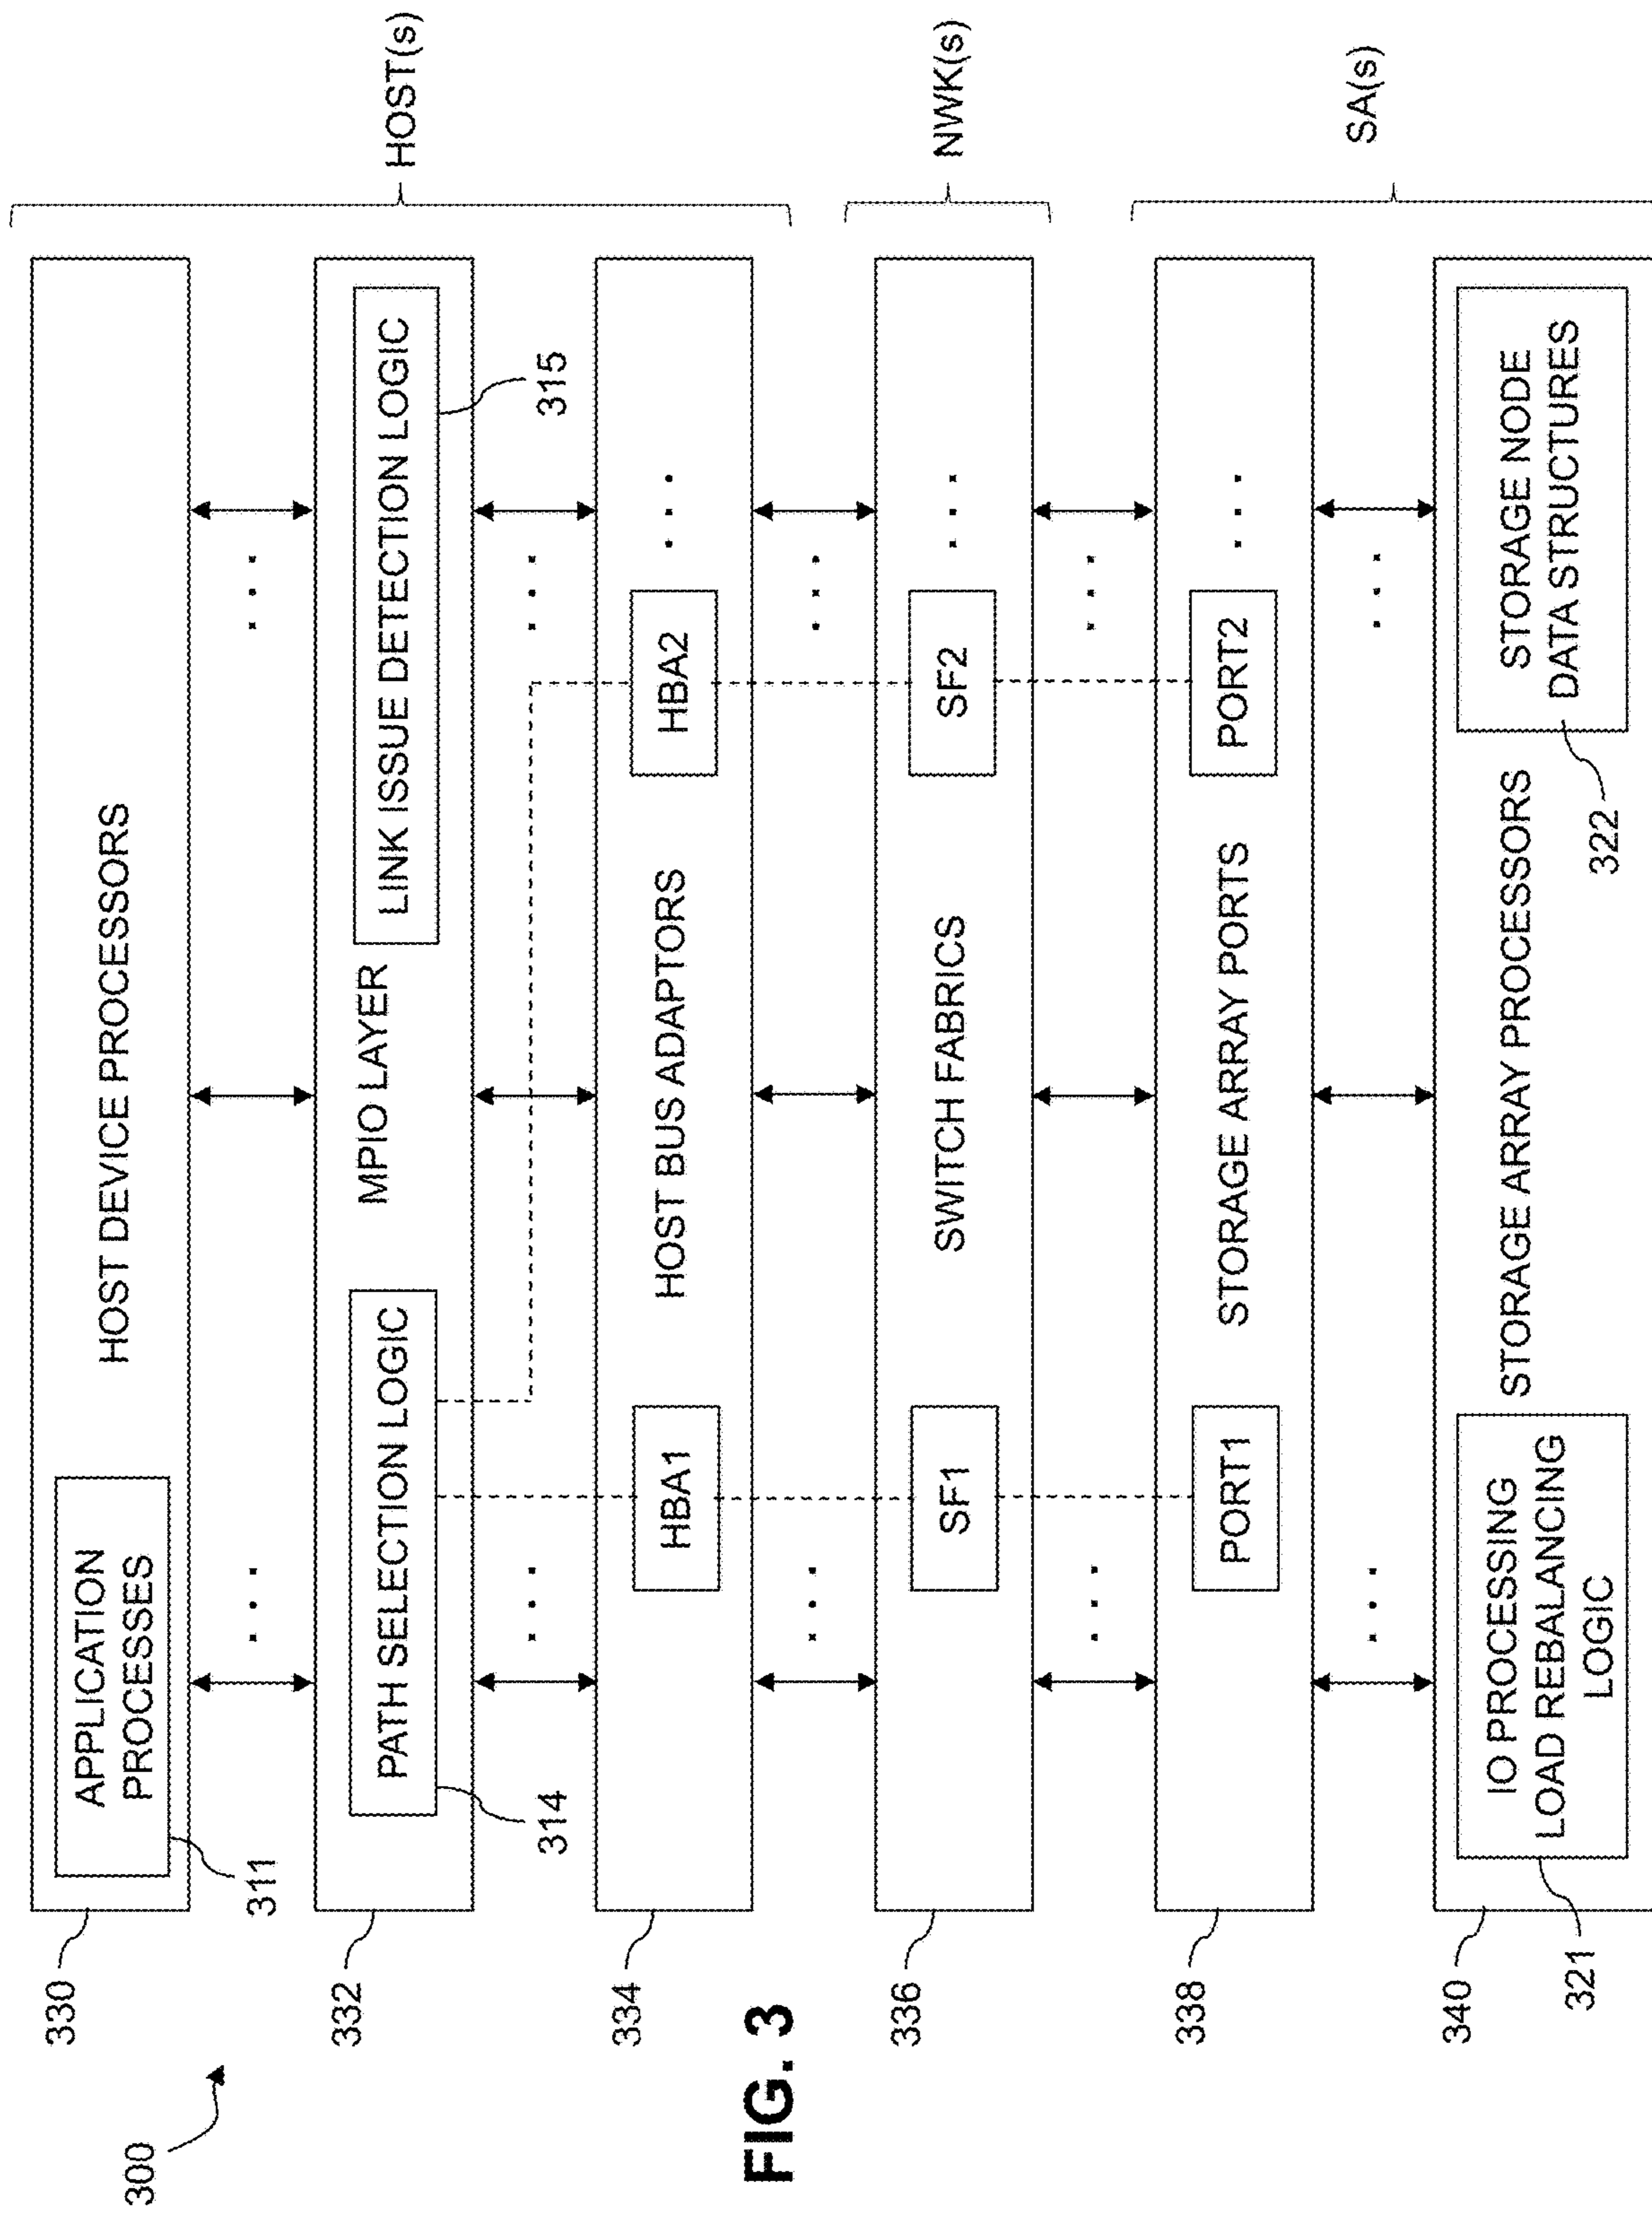 300
330
APPLICATION
PROCESSES
HOST DEVICE PROCESSORS
311
HOST(s)
332
PATH SELECTION LOGIC
MPIO LAYER
LINK ISSUE DETECTION LOGIC
314
315
334
HBA1
HOST BUS ADAPTORS
HBA2
. . .
336
SF1
SWITCH FABRICS
SF2
. . .
NWK(s)
338
PORT1
STORAGE ARRAY PORTS
PORT2
. . .
SA(s)
340
IO PROCESSING
LOAD REBALANCING
LOGIC
STORAGE ARRAY PROCESSORS
STORAGE NODE
DATA STRUCTURES
321
322
FIG. 3